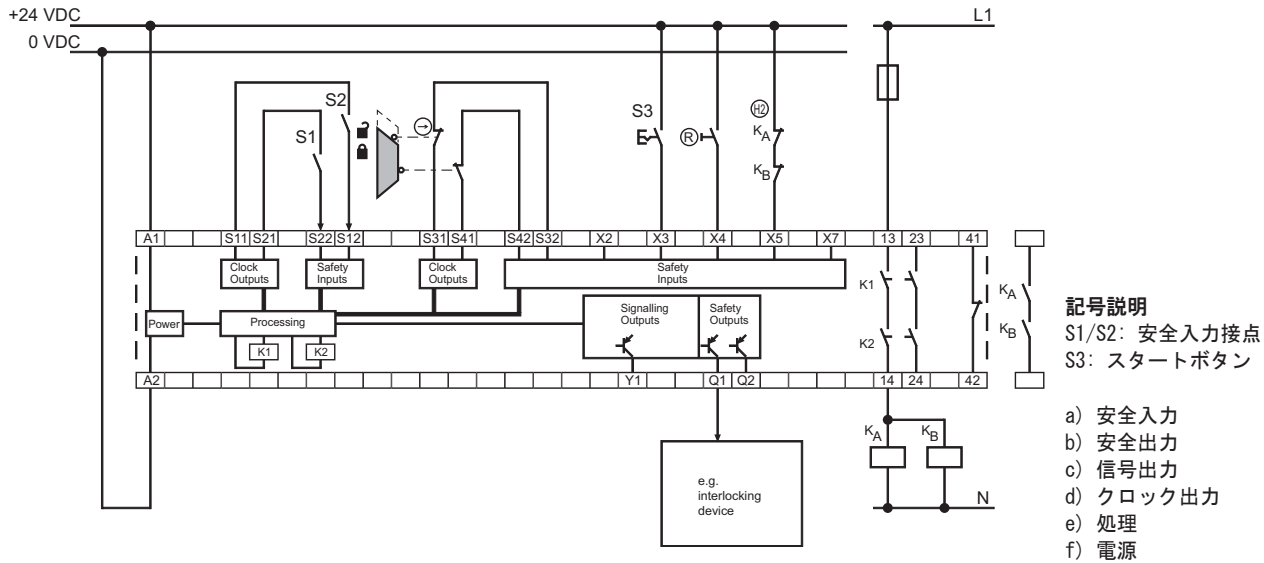 +24 VDC
L1
0 VDC
S2
S1
S3
R
H2
KA
KB
A1 S11 S21 S22 S12 S31 S41 S42 S32 X2 X3 X4 X5 X7 13 23 41
Clock Outputs
Safety Inputs
Clock Outputs
Safety Inputs
K1
Signalling Outputs
Safety Outputs
Power
Processing
K1
K2
K2
KA
KB
A2 Y1 Q1 Q2 14 24 42
KA
KB
e.g.
interlocking
device
N
記号説明
S1/S2: 安全入力接点
S3: スタートボタン
a) 安全入力
b) 安全出力
c) 信号出力
d) クロック出力
e) 処理
f) 電源